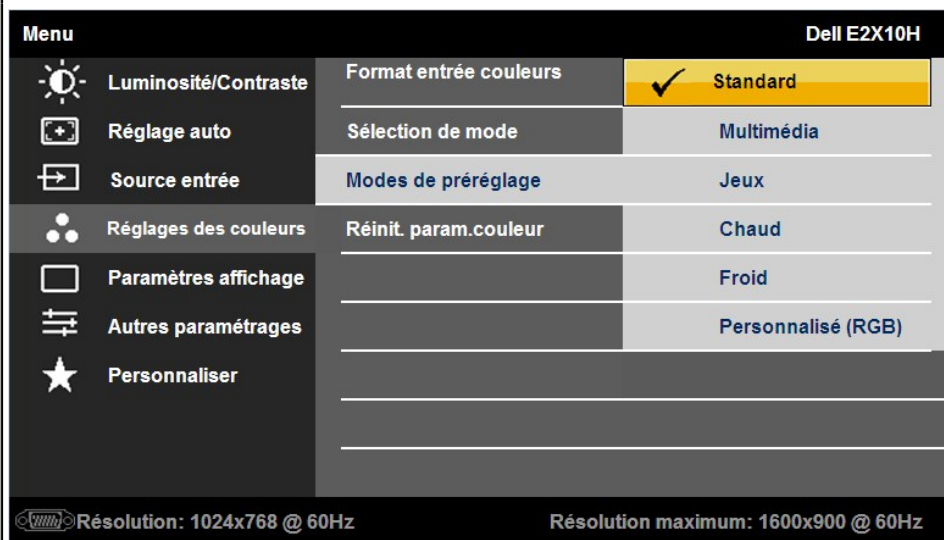 Menu
Dell E2X10H
Luminosité/Contraste
Réglage auto
Source entrée
Réglages des couleurs
Paramètres affichage
Autres paramétrages
Personnaliser
Format entrée couleurs
Sélection de mode
Modes de préréglage
Réinit. param.couleur
Standard
Multimédia
Jeux
Chaud
Froid
Personnalisé (RGB)
Résolution: 1024x768 @ 60Hz
Résolution maximum: 1600x900 @ 60Hz